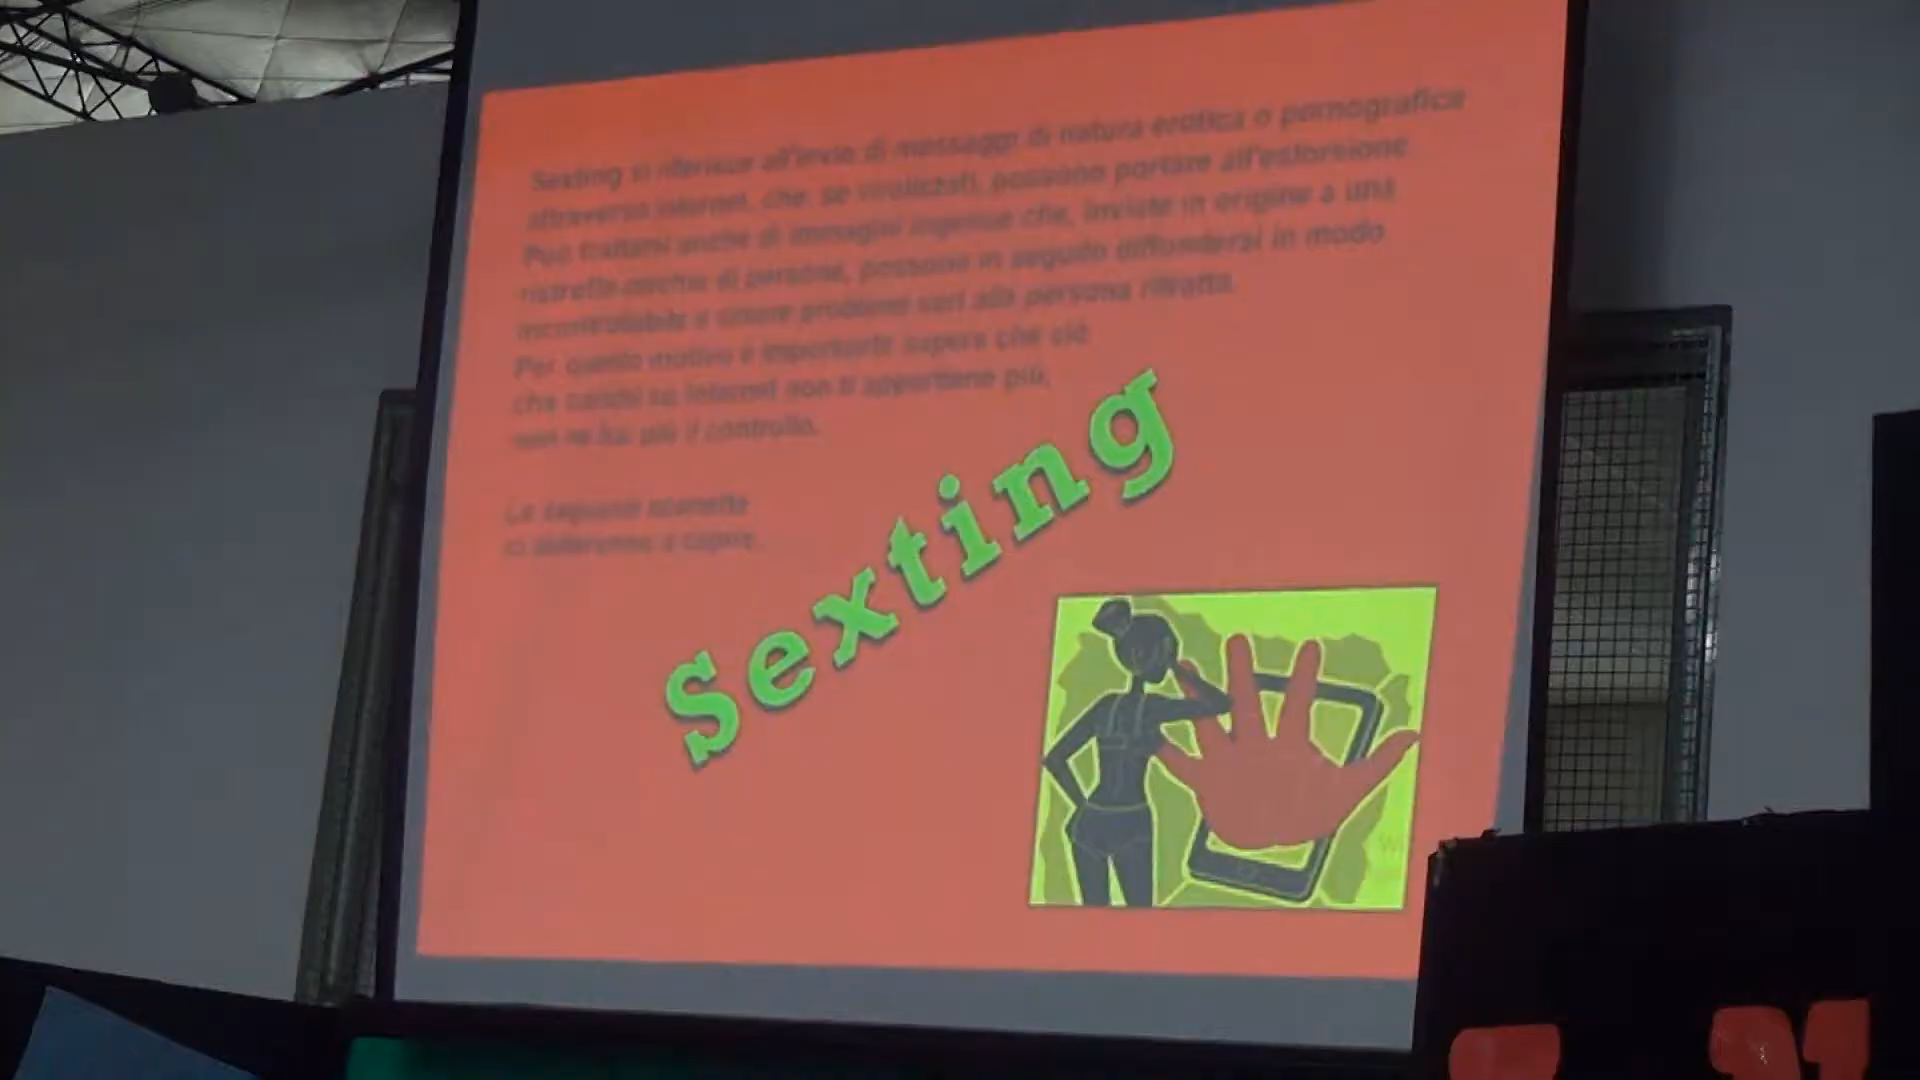 Sexting si riferisce all'invio di messaggi di natura erotica o pornografica
attraverso internet, che, se viralizzati, possono portare all'estorsione.
Può trattarsi anche di immagini ingenue che, inviate in origine a una
ristretta cerchia di persone, possono in seguito diffondersi in modo
incontrollabile e creare problemi seri alla persona ritratta.
Per questo motivo è importante sapere che ciò
che carichi su internet non ti appartiene più,
non ne hai più il controllo.
Le seguenti scenette
ci aiuteranno a capire.
Sexting